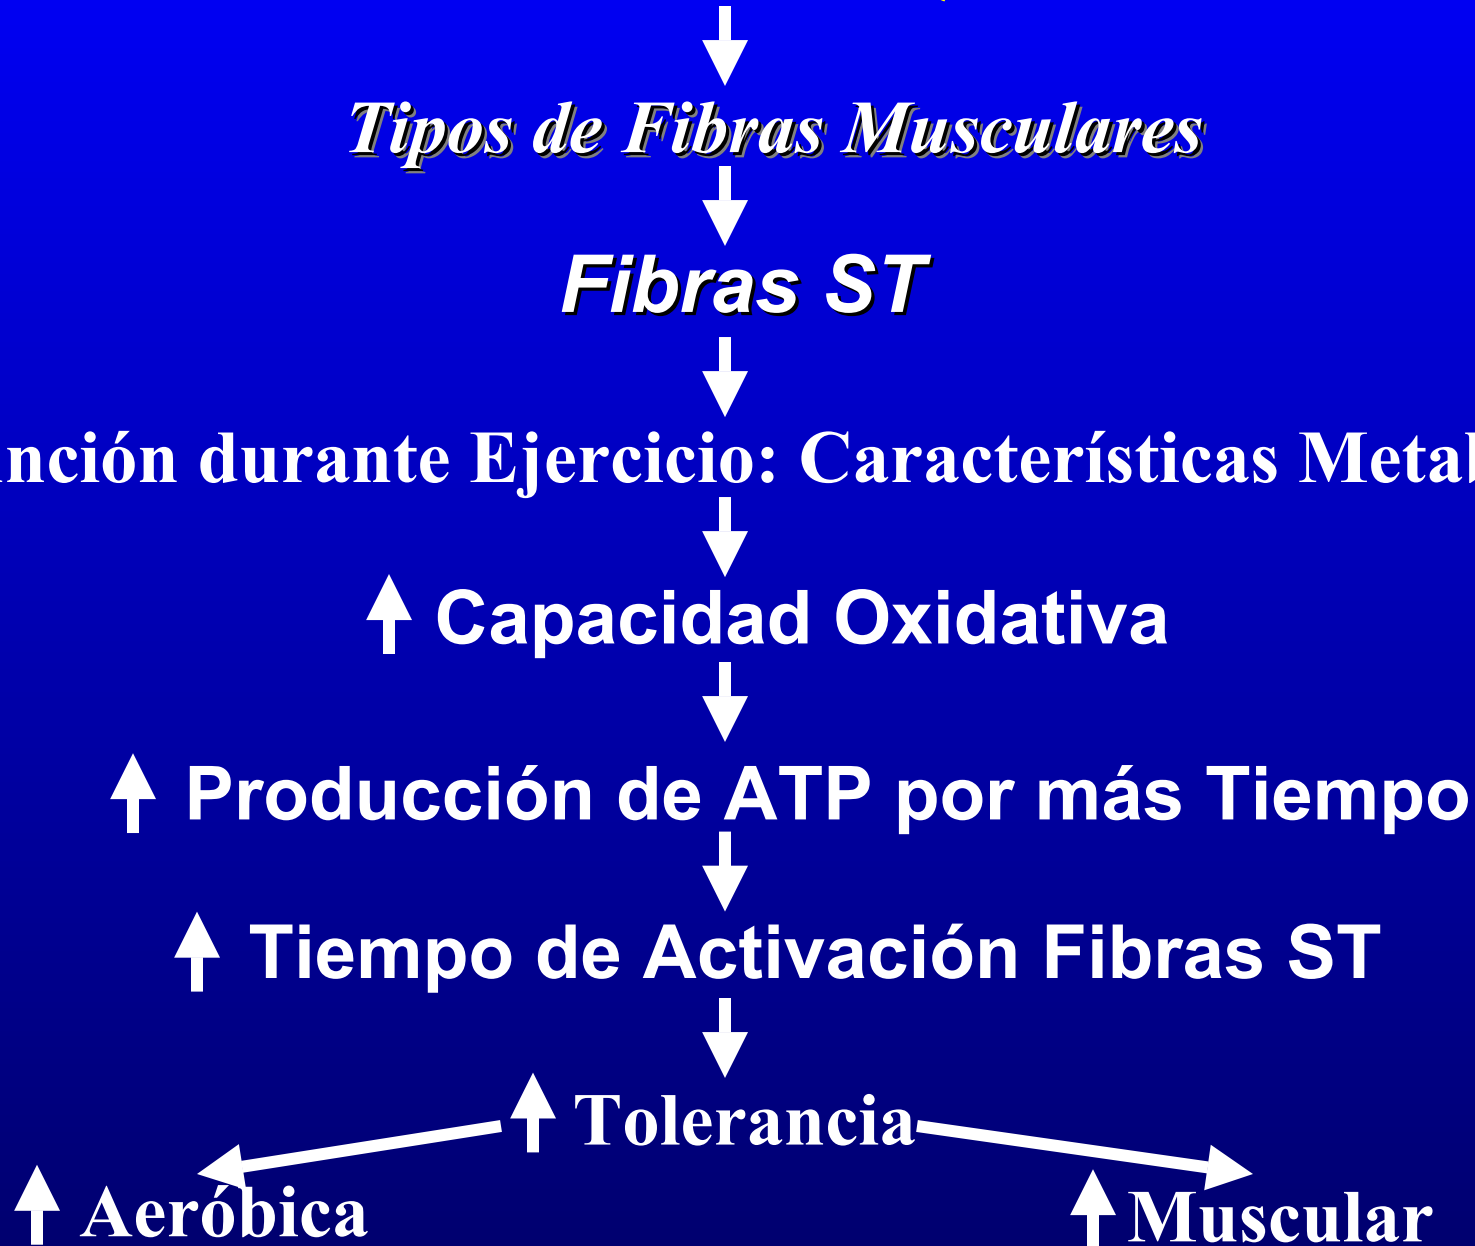 Tipos de Fibras Musculares
Fibras ST
nción durante Ejercicio: Características Metab
Capacidad Oxidativa
Producción de ATP por más Tiempo
Tiempo de Activación Fibras ST
Tolerancia
Aeróbica
Muscular